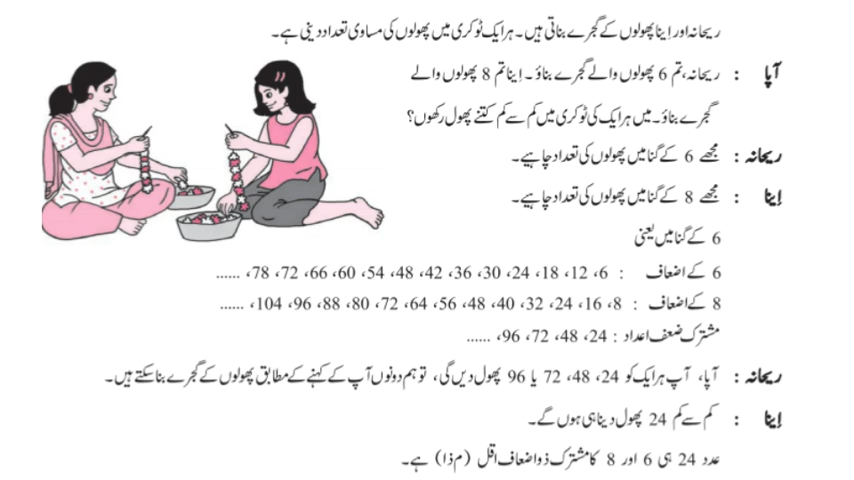 ریحانہ اور اِینا پھولوں کے گجرے بناتی ہیں۔ ہر ایک ٹوکری میں پھولوں کی مساوی تعداد دینی ہے۔
آپا : ریحانہ، تم 6 پھولوں والے گجرے بناؤ۔ اِینا تم 8 پھولوں والے
گجرے بناؤ۔ میں ہر ایک کی ٹوکری میں کم سے کم کتنے پھول رکھوں؟
ریحانہ : مجھے 6 کے گنا میں پھولوں کی تعداد چاہیے۔
اِینا : مجھے 8 کے گنا میں پھولوں کی تعداد چاہیے۔
6 کے گنا میں یعنی
6 کے اضعاف : 6، 12، 18، 24، 30، 36، 42، 48، 54، 60، 66، 72، 78، ......
8 کے اضعاف : 8، 16، 24، 32، 40، 48، 56، 64، 72، 80، 88، 96، 104، ......
مشترک ضعف اعداد : 24، 48، 72، 96، ......
ریحانہ : آپا، آپ ہر ایک کو 24، 48، 72 یا 96 پھول دیں گی، تو ہم دونوں آپ کے کہنے کے مطابق پھولوں کے گجرے بنا سکتے ہیں۔
اِینا : کم سے کم 24 پھول دینا ہی ہوں گے۔
عدد 24 ہی 6 اور 8 کا مشترک ذو اضعاف اقل (م ذ ا) ہے۔